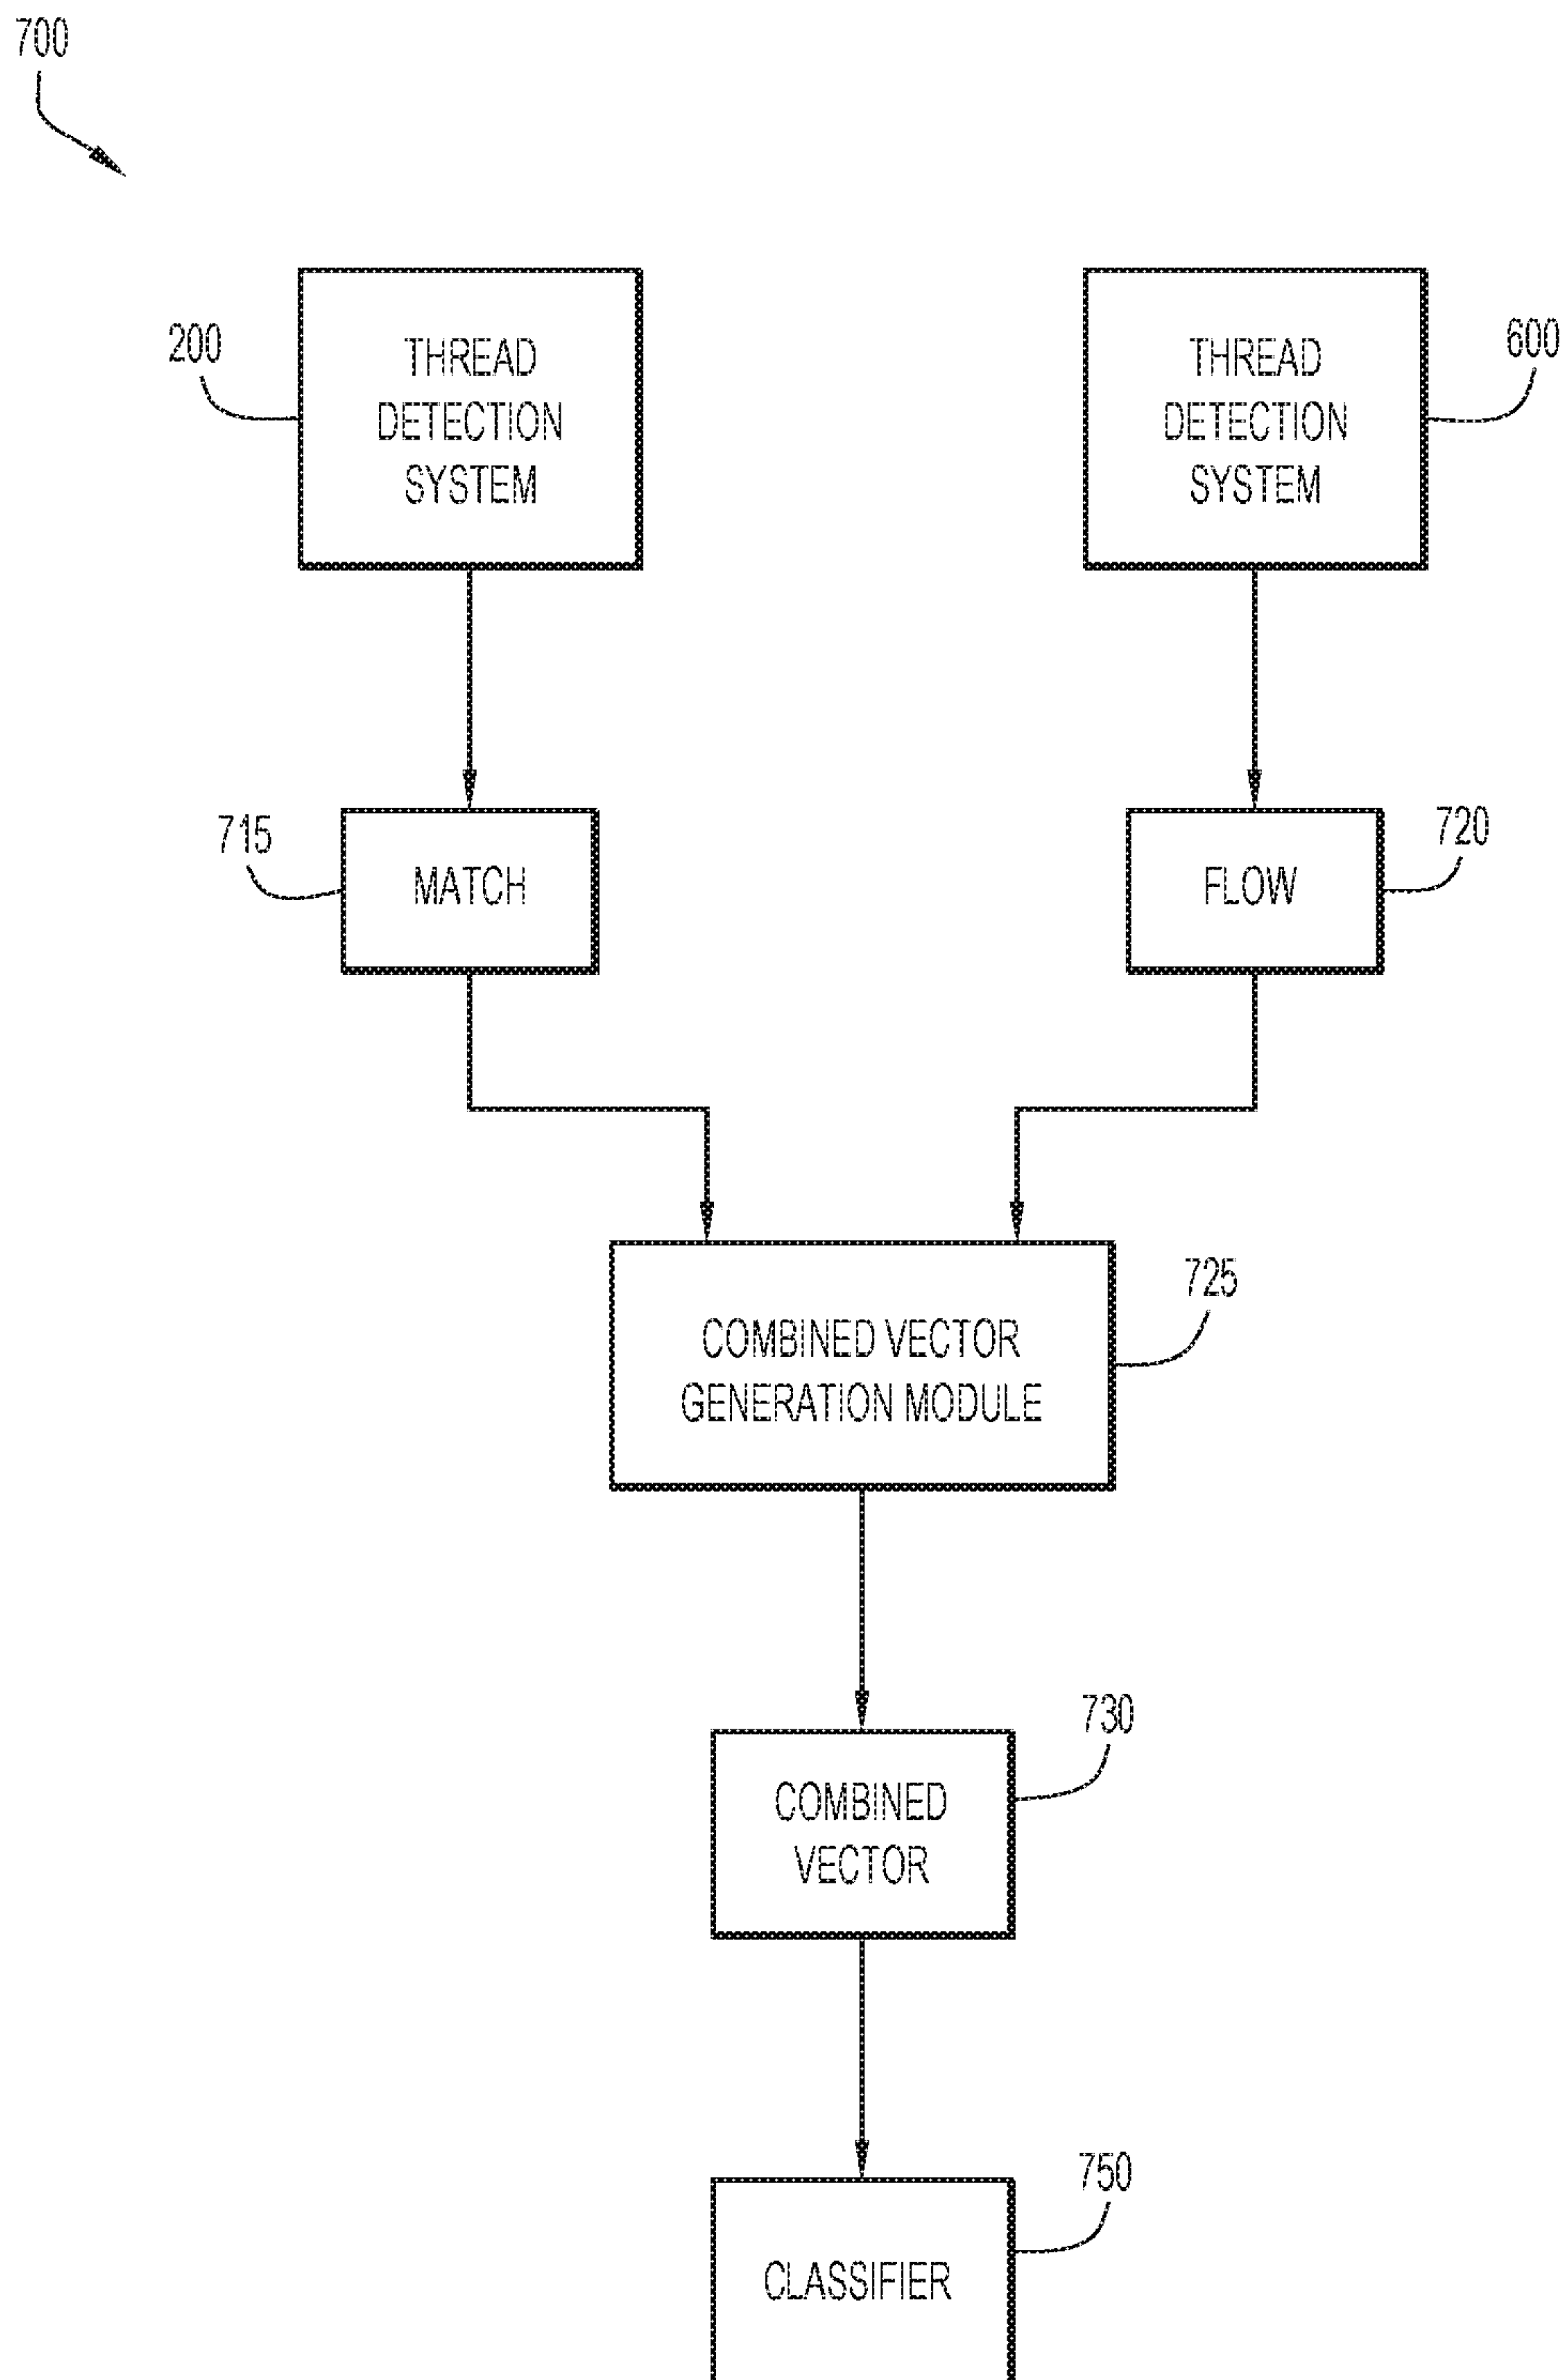 700
200
THREAD
DETECTION
SYSTEM
THREAD
DETECTION
SYSTEM
600
715
MATCH
FLOW
720
COMBINED VECTOR
GENERATION MODULE
725
COMBINED
VECTOR
730
CLASSIFIER
750